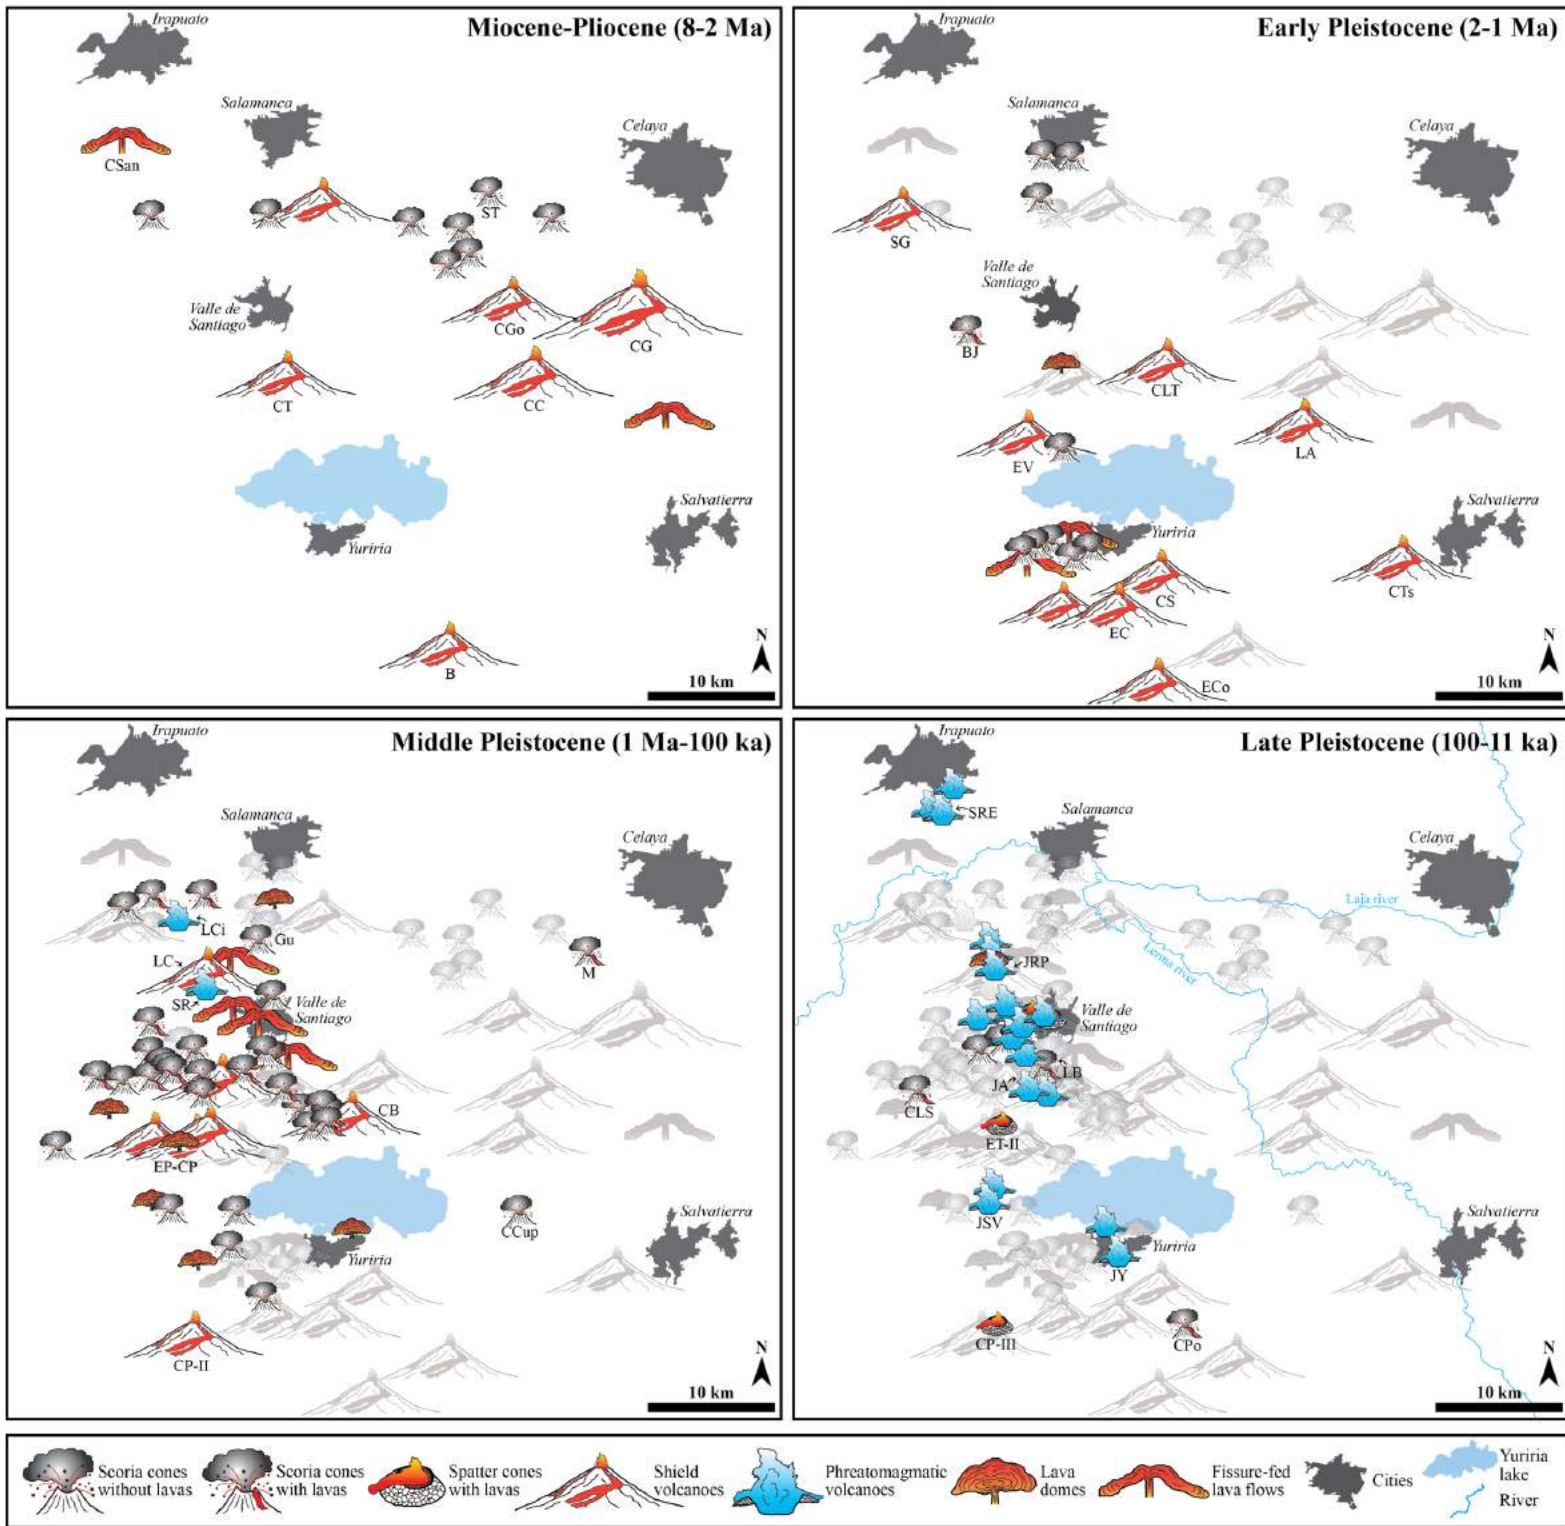 Irapuato
Miocene-Pliocene (8-2 Ma)
Salamanca
Celaya
CSan
ST
Valle de
Santiago
CGo
CG
CT
CC
Salvatierra
Yuriria
B
N
10 km
Irapuato
Early Pleistocene (2-1 Ma)
Salamanca
Celaya
SG
Valle de
Santiago
BJ
CLT
EV
LA
Salvatierra
Yuriria
CTs
CS
EC
ECo
N
10 km
Irapuato
Middle Pleistocene (1 Ma-100 ka)
Salamanca
Celaya
LCi
Gu
LC
M
SR
Valle de
Santiago
CB
EP-CP
CCup
Salvatierra
Yuriria
CP-II
N
10 km
Irapuato
Late Pleistocene (100-11 ka)
SRE
Salamanca
Celaya
Laja river
Lerma river
JRP
Valle de
Santiago
LB
JA
CLS
ET-II
JSV
Salvatierra
Yuriria
JY
CP-III
CPo
N
10 km
Scoria cones
without lavas
Scoria cones
with lavas
Spatter cones
with lavas
Shield
volcanoes
Phreatomagmatic
volcanoes
Lava
domes
Fissure-fed
lava flows
Cities
Yuriria
lake
River